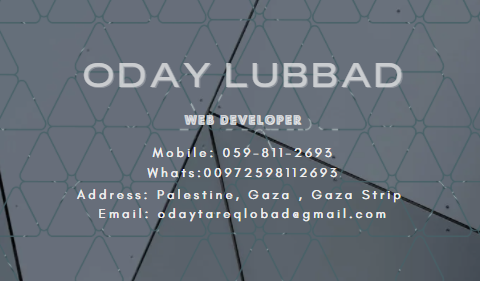 ODAY LUBBAD
WEB DEVELOPER
Mobile: 059-811-2693
Whats:00972598112693
Address: Palestine, Gaza , Gaza Strip
Email: odaytareqlobad@gmail.com